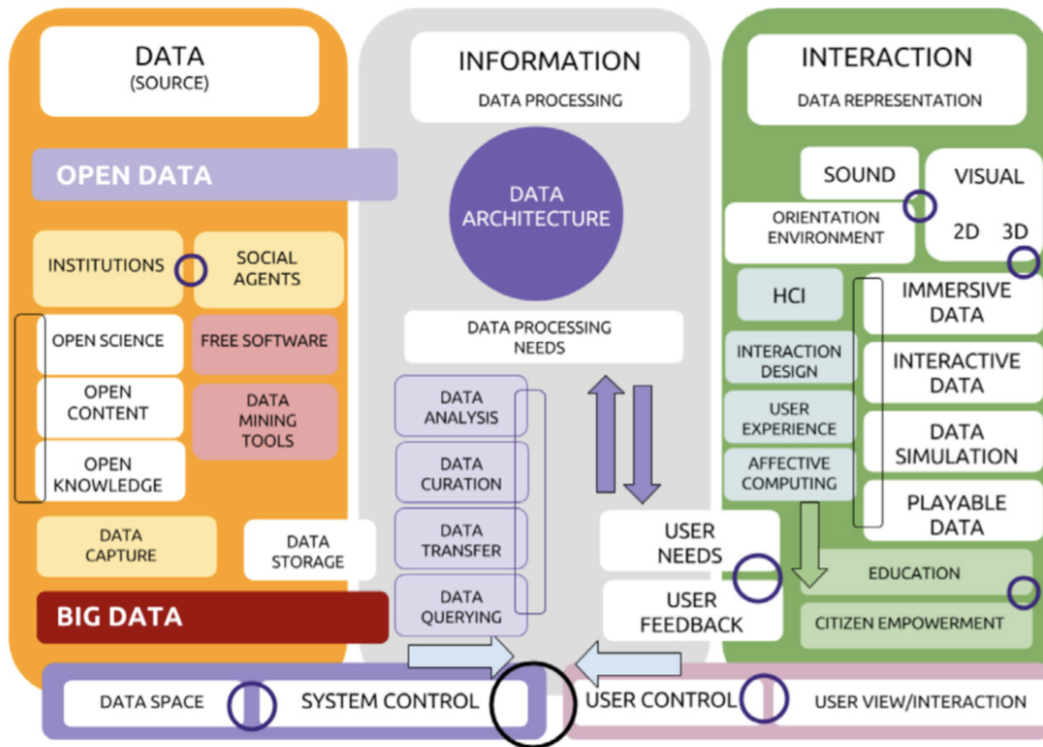 DATA
(SOURCE)
OPEN DATA
INSTITUTIONS
SOCIAL
AGENTS
OPEN SCIENCE
FREE SOFTWARE
OPEN
CONTENT
DATA
MINING
TOOLS
OPEN
KNOWLEDGE
DATA
CAPTURE
DATA
STORAGE
BIG DATA
INFORMATION
DATA PROCESSING
DATA
ARCHITECTURE
DATA PROCESSING
NEEDS
DATA
ANALYSIS
DATA
CURATION
DATA
TRANSFER
DATA
QUERYING
USER
NEEDS
USER
FEEDBACK
INTERACTION
DATA REPRESENTATION
SOUND
VISUAL
2D 3D
ORIENTATION
ENVIRONMENT
HCI
INTERACTION
DESIGN
USER
EXPERIENCE
AFFECTIVE
COMPUTING
IMMERSIVE
DATA
INTERACTIVE
DATA
DATA
SIMULATION
PLAYABLE
DATA
EDUCATION
CITIZEN EMPOWERMENT
DATA SPACE
SYSTEM CONTROL
USER CONTROL
USER VIEW/INTERACTION